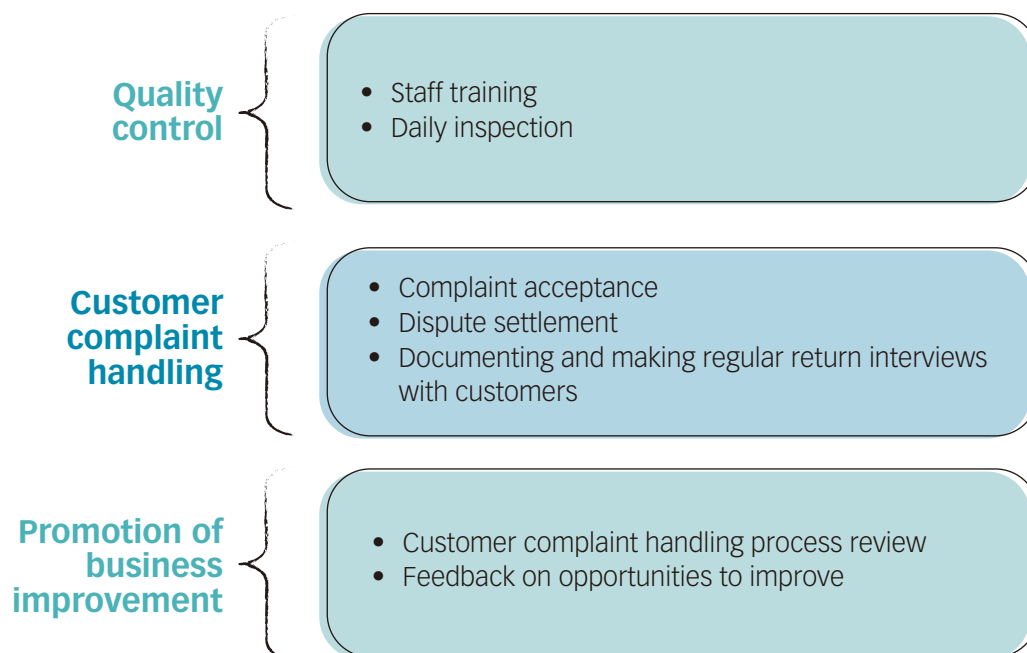 Quality
control
• Staff training
• Daily inspection
Customer
complaint
handling
• Complaint acceptance
• Dispute settlement
• Documenting and making regular return interviews
with customers
Promotion of
business
improvement
• Customer complaint handling process review
• Feedback on opportunities to improve